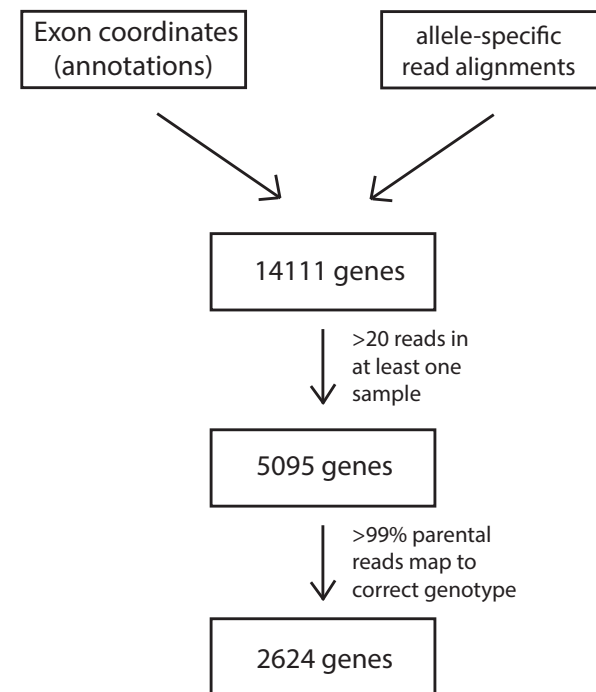 Exon coordinates
(annotations)
allele-specific
read alignments
14111 genes
>20 reads in
at least one
sample
5095 genes
>99% parental
reads map to
correct genotype
2624 genes